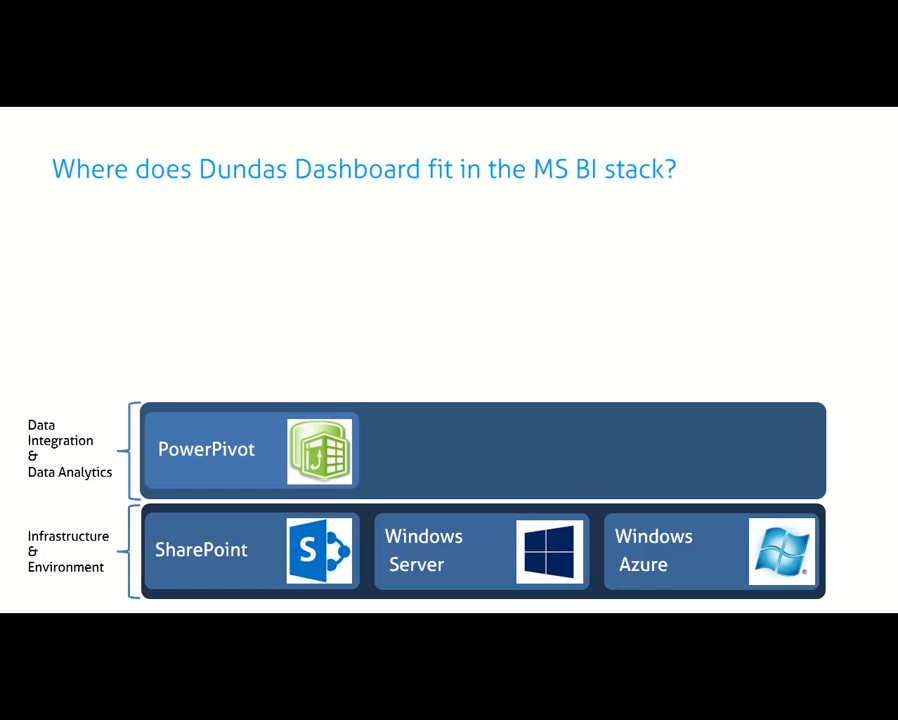 Where does Dundas Dashboard fit in the MS BI stack?
Data
Integration
&
Data Analytics
PowerPivot
Infrastructure
&
Environment
SharePoint
S
Windows
Server
Windows
Azure
®